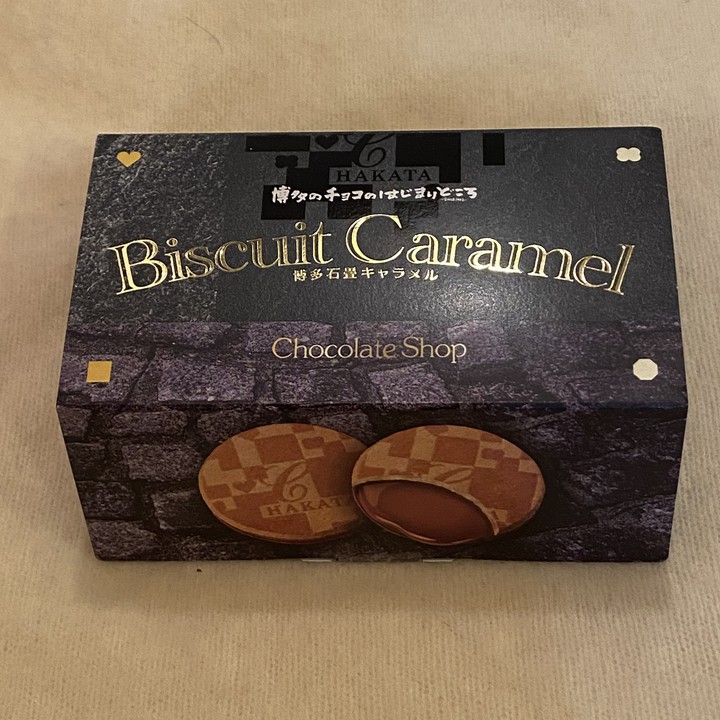 C
HAKATA
博多のチョコのはじまりどころ
Biscuit Caramel
博多石畳キャラメル
Chocolate Shop
C
HAKATA